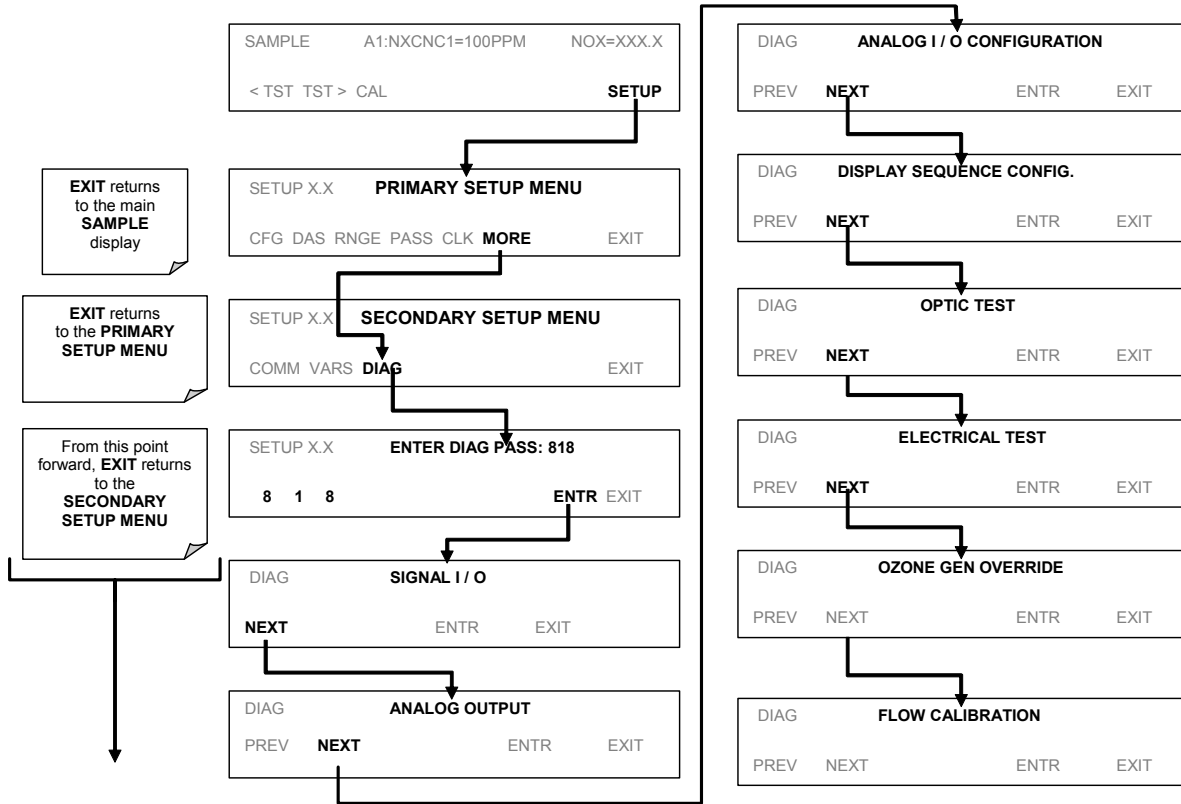 SAMPLE A1:NXCNC1=100PPM NOX=XXX.X
< TST TST > CAL SETUP
EXIT returns
to the main
SAMPLE
display
SETUP X.X PRIMARY SETUP MENU
CFG DAS RNGE PASS CLK MORE EXIT
EXIT returns
to the PRIMARY
SETUP MENU
SETUP X.X SECONDARY SETUP MENU
COMM VARS DIAG EXIT
From this point
forward, EXIT returns
to the
SECONDARY
SETUP MENU
SETUP X.X ENTER DIAG PASS: 818
8 1 8 ENTR EXIT
DIAG SIGNAL I / O
NEXT ENTR EXIT
DIAG ANALOG OUTPUT
PREV NEXT ENTR EXIT
DIAG ANALOG I / O CONFIGURATION
PREV NEXT ENTR EXIT
DIAG DISPLAY SEQUENCE CONFIG.
PREV NEXT ENTR EXIT
DIAG OPTIC TEST
PREV NEXT ENTR EXIT
DIAG ELECTRICAL TEST
PREV NEXT ENTR EXIT
DIAG OZONE GEN OVERRIDE
PREV NEXT ENTR EXIT
DIAG FLOW CALIBRATION
PREV NEXT ENTR EXIT